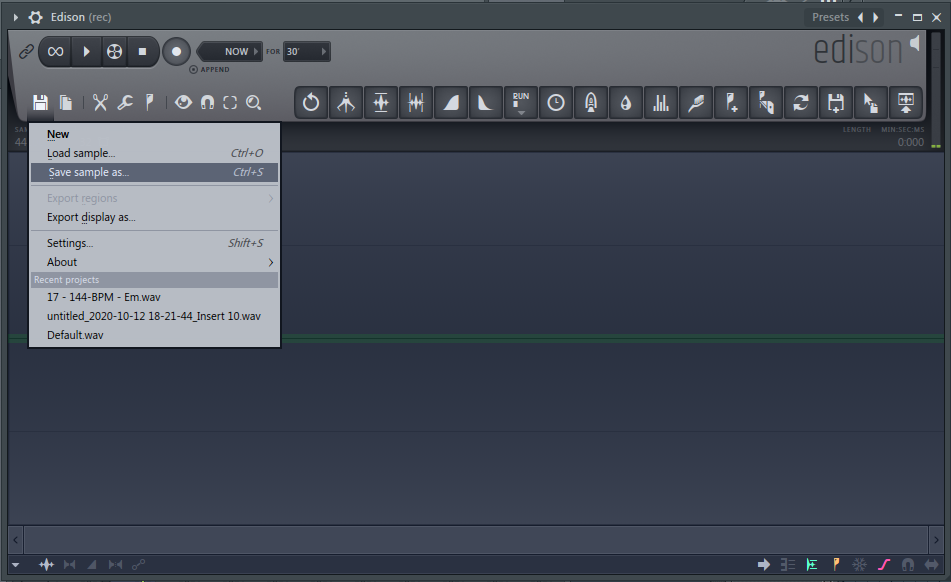 Edison (rec)
Presets
NOW
FOR
30'
APPEND
edison
RUN
LENGTH MIN:SEC:MS
0:000
44
New
Load sample... Ctrl+O
Save sample as... Ctrl+S
Export regions
Export display as...
Settings... Shift+S
About
Recent projects
17 - 144-BPM - Em.wav
untitled_2020-10-12 18-21-44_Insert 10.wav
Default.wav